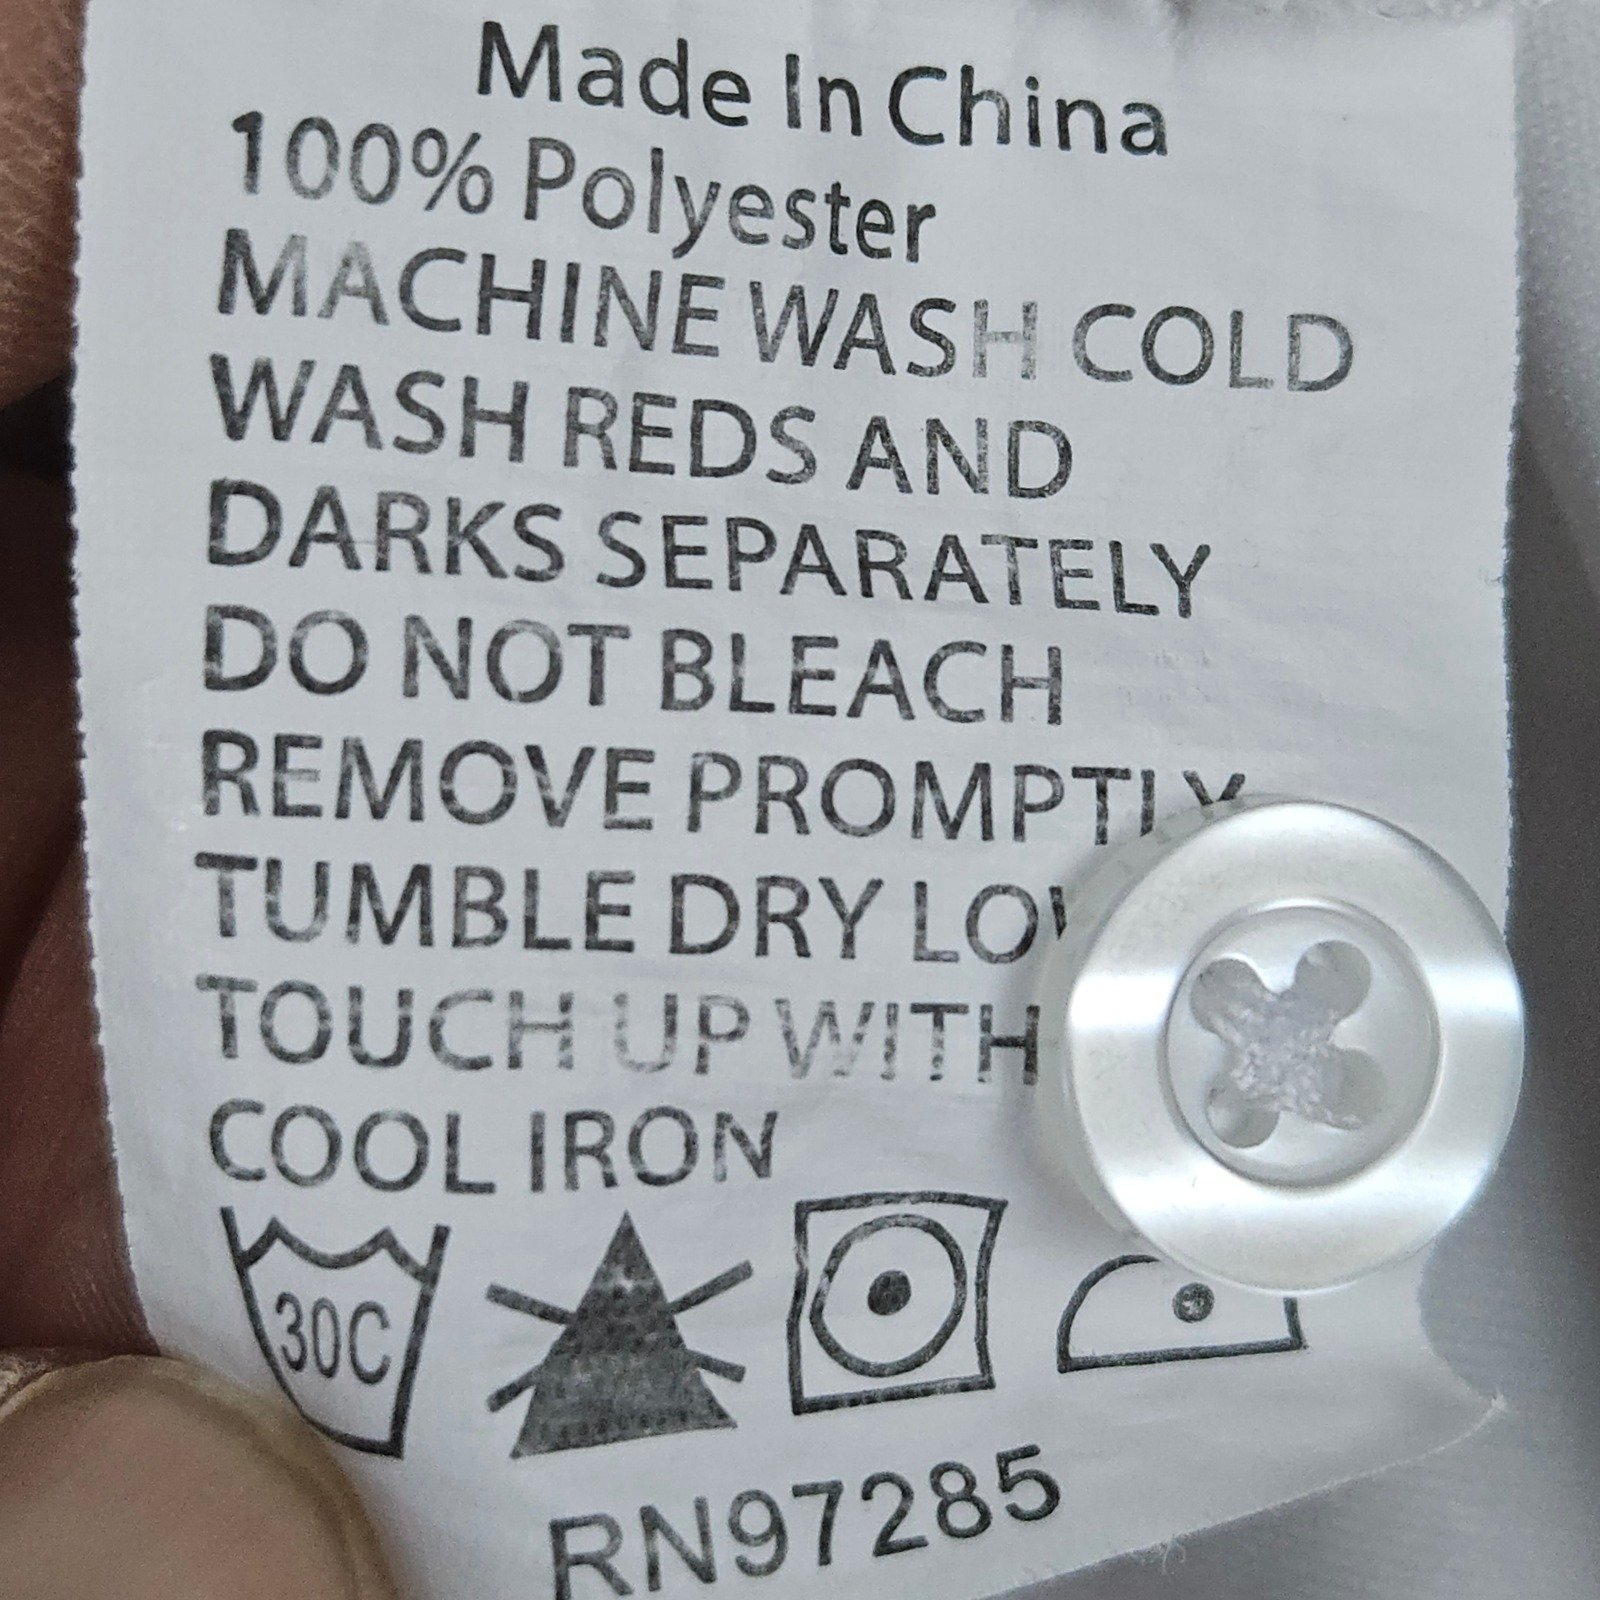 Made In China
100% Polyester
MACHINE WASH COLD
WASH REDS AND
DARKS SEPARATELY
DO NOT BLEACH
REMOVE PROMPTLY
TUMBLE DRY LOW
TOUCH UP WITH
COOL IRON
30C
RN97285